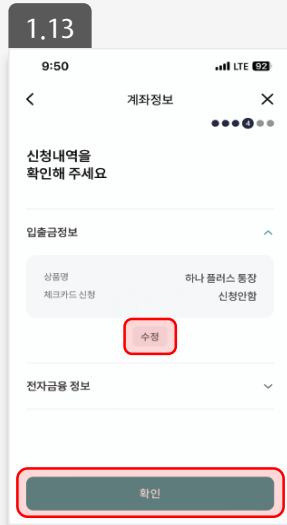 1.13
9:50 LTE 92
계좌정보
4
신청내역을
확인해 주세요
입출금정보
상품명 하나 플러스 통장
체크카드 신청 신청안함
수정
전자금융 정보
확인